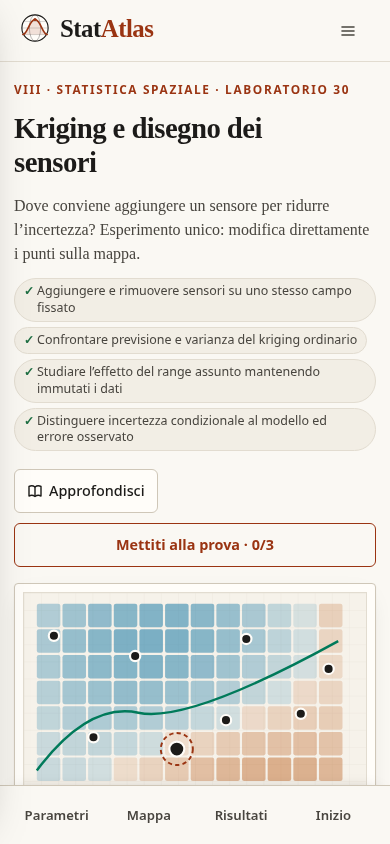 StatAtlas
VIII · STATISTICA SPAZIALE · LABORATORIO 30
Kriging e disegno dei
sensori
Dove conviene aggiungere un sensore per ridurre
l’incertezza? Esperimento unico: modifica direttamente
i punti sulla mappa.
✓ Aggiungere e rimuovere sensori su uno stesso campo
fissato
✓ Confrontare previsione e varianza del kriging ordinario
✓ Studiare l’effetto del range assunto mantenendo
immutati i dati
✓ Distinguere incertezza condizionale al modello ed
errore osservato
Approfondisci
Mettiti alla prova · 0/3
Parametri Mappa Risultati Inizio